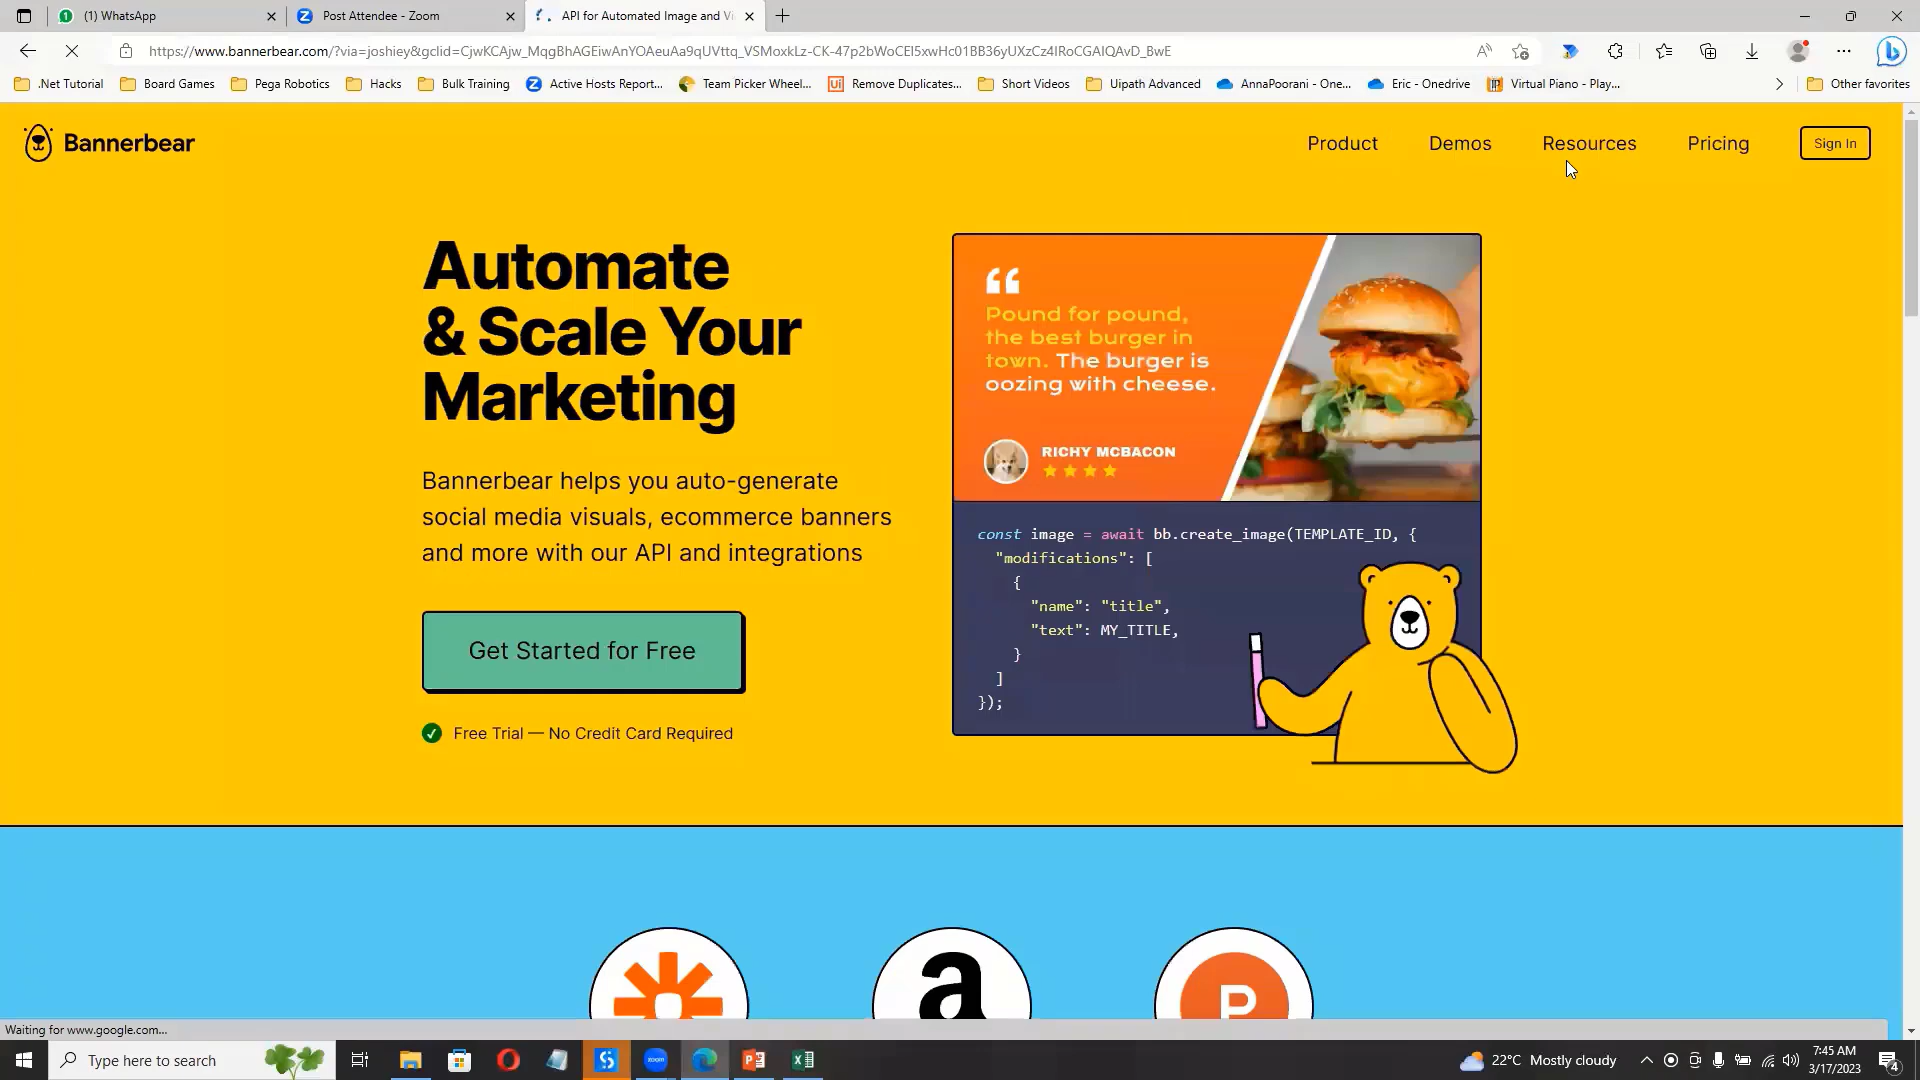 (1) WhatsApp
Post Attendee - Zoom
API for Automated Image and Vi
https://www.bannerbear.com/?via=joshiey&gclid=CjwKCAjw_MqgBhAGEiwAnYOAeuAa9qUVttq_VSMoxkLz-CK-47p2bWoCEI5xwHc01BB36yUXzCz4IRoCGAIQAvD_BwE
.Net Tutorial
Board Games
Pega Robotics
Hacks
Bulk Training
Active Hosts Report...
Team Picker Wheel...
Remove Duplicates...
Short Videos
Uipath Advanced
AnnaPoorani - One...
Eric - Onedrive
Virtual Piano - Play...
Other favorites
Bannerbear
Product
Demos
Resources
Pricing
Sign In
Automate
& Scale Your
Marketing
Bannerbear helps you auto-generate
social media visuals, ecommerce banners
and more with our API and integrations
Get Started for Free
Free Trial — No Credit Card Required
“
Pound for pound,
the best burger in
town. The burger is
oozing with cheese.
RICHY MCBACON
const image = await bb.create_image(TEMPLATE_ID, {
"modifications": [
{
"name": "title",
"text": MY_TITLE,
}
]
});
a
P
Waiting for www.google.com...
Type here to search
zoom
22°C Mostly cloudy
7:45 AM
3/17/2023
4